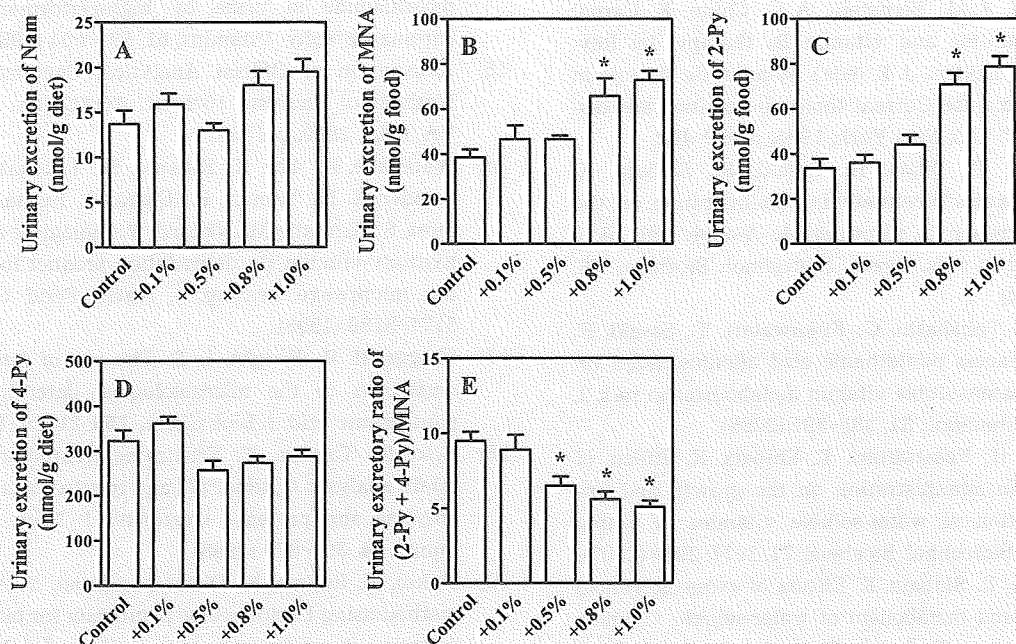 Urinary excretion of Nam
(nmol/g diet)
25
20
15
10
5
0
A
Control
+0.1%
+0.5%
+0.8%
+1.0%
Urinary excretion of MNA
(nmol/g food)
100
80
60
40
20
0
B
*
*
Control
+0.1%
+0.5%
+0.8%
+1.0%
Urinary excretion of 2-Py
(nmol/g food)
100
80
60
40
20
0
C
*
*
Control
+0.1%
+0.5%
+0.8%
+1.0%
Urinary excretion of 4-Py
(nmol/g diet)
500
400
300
200
100
0
D
Control
+0.1%
+0.5%
+0.8%
+1.0%
Urinary excretory ratio of
(2-Py + 4-Py)/MNA
15
10
5
0
E
*
*
*
Control
+0.1%
+0.5%
+0.8%
+1.0%